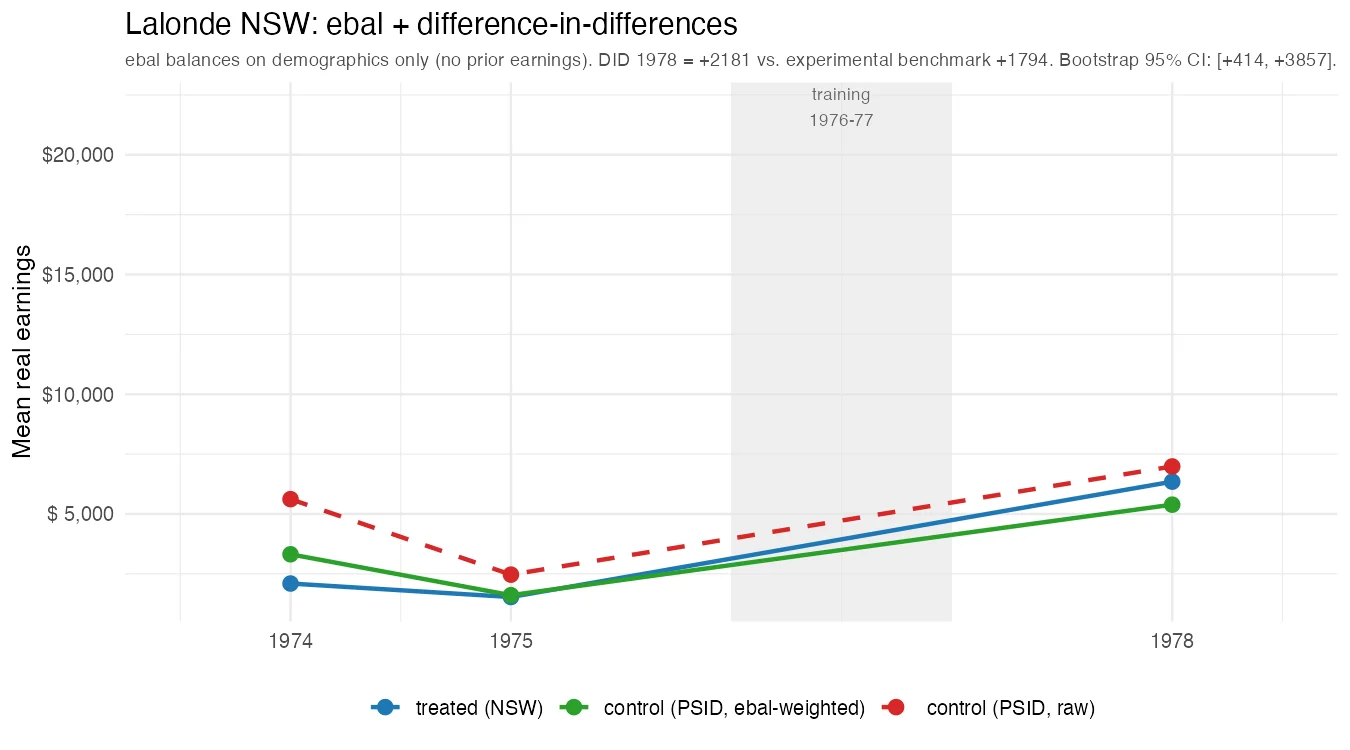 Lalonde NSW: ebal + difference-in-differences
ebal balances on demographics only (no prior earnings). DID 1978 = +2181 vs. experimental benchmark +1794. Bootstrap 95% CI: [+414, +3857].
training
1976-77
$20,000
$15,000
$10,000
$ 5,000
Mean real earnings
1974
1975
1978
treated (NSW)
control (PSID, ebal-weighted)
control (PSID, raw)